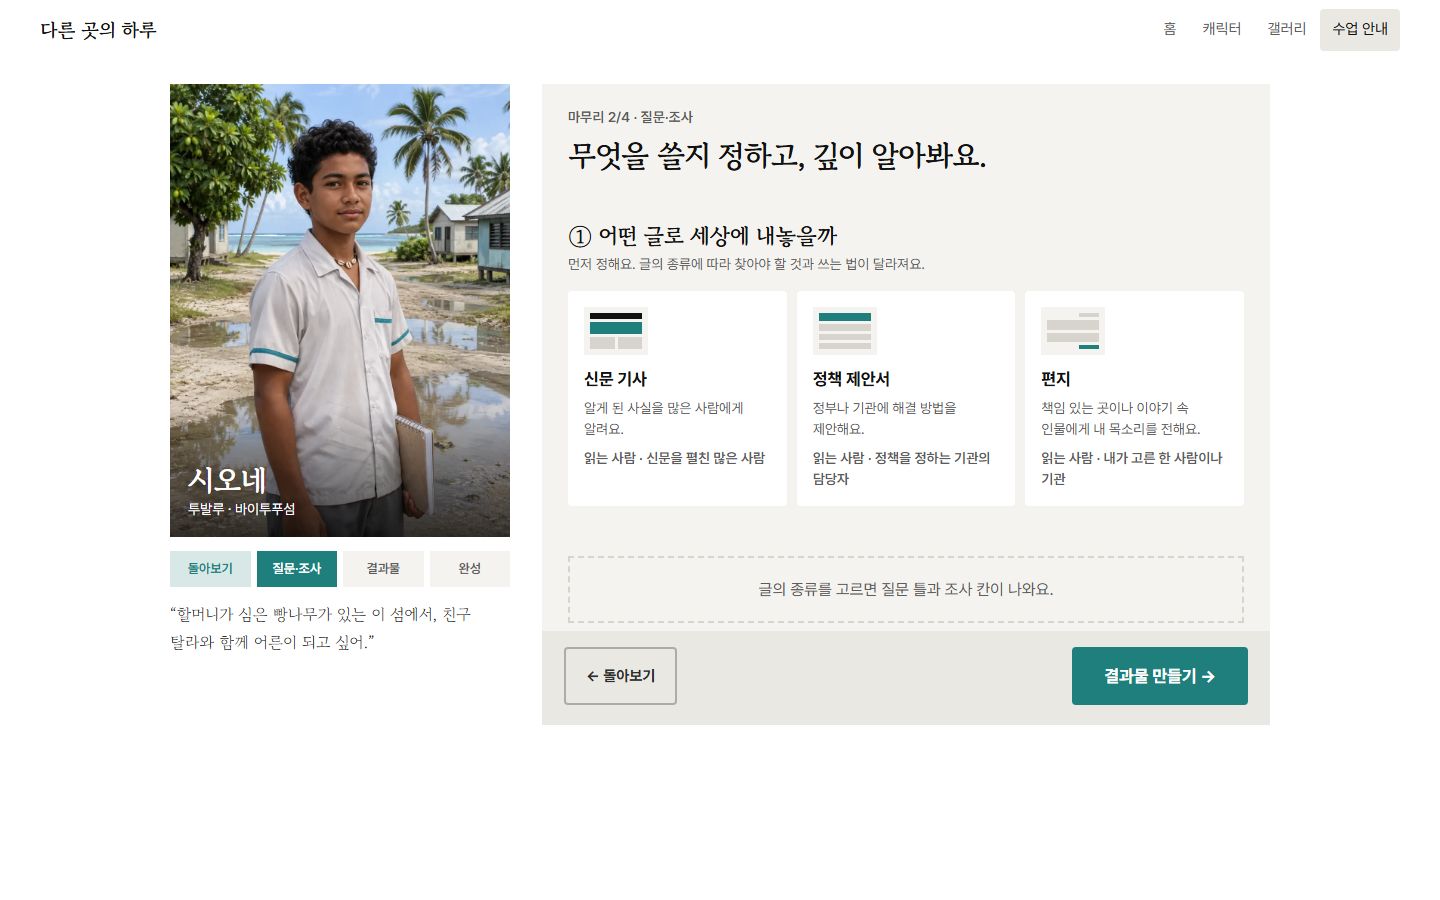 다른 곳의 하루
홈
캐릭터
갤러리
수업 안내
시오네
투발루 · 바이투푸섬
돌아보기
질문·조사
결과물
완성
“할머니가 심은 빵나무가 있는 이 섬에서, 친구
탈라와 함께 어른이 되고 싶어.”
마무리 2/4 · 질문·조사
무엇을 쓸지 정하고, 깊이 알아봐요.
① 어떤 글로 세상에 내놓을까
먼저 정해요. 글의 종류에 따라 찾아야 할 것과 쓰는 법이 달라져요.
신문 기사
알게 된 사실을 많은 사람에게
알려요.
읽는 사람 · 신문을 펼친 많은 사람
정책 제안서
정부나 기관에 해결 방법을
제안해요.
읽는 사람 · 정책을 정하는 기관의
담당자
편지
책임 있는 곳이나 이야기 속
인물에게 내 목소리를 전해요.
읽는 사람 · 내가 고른 한 사람이나
기관
글의 종류를 고르면 질문 틀과 조사 칸이 나와요.
← 돌아보기
결과물 만들기 →